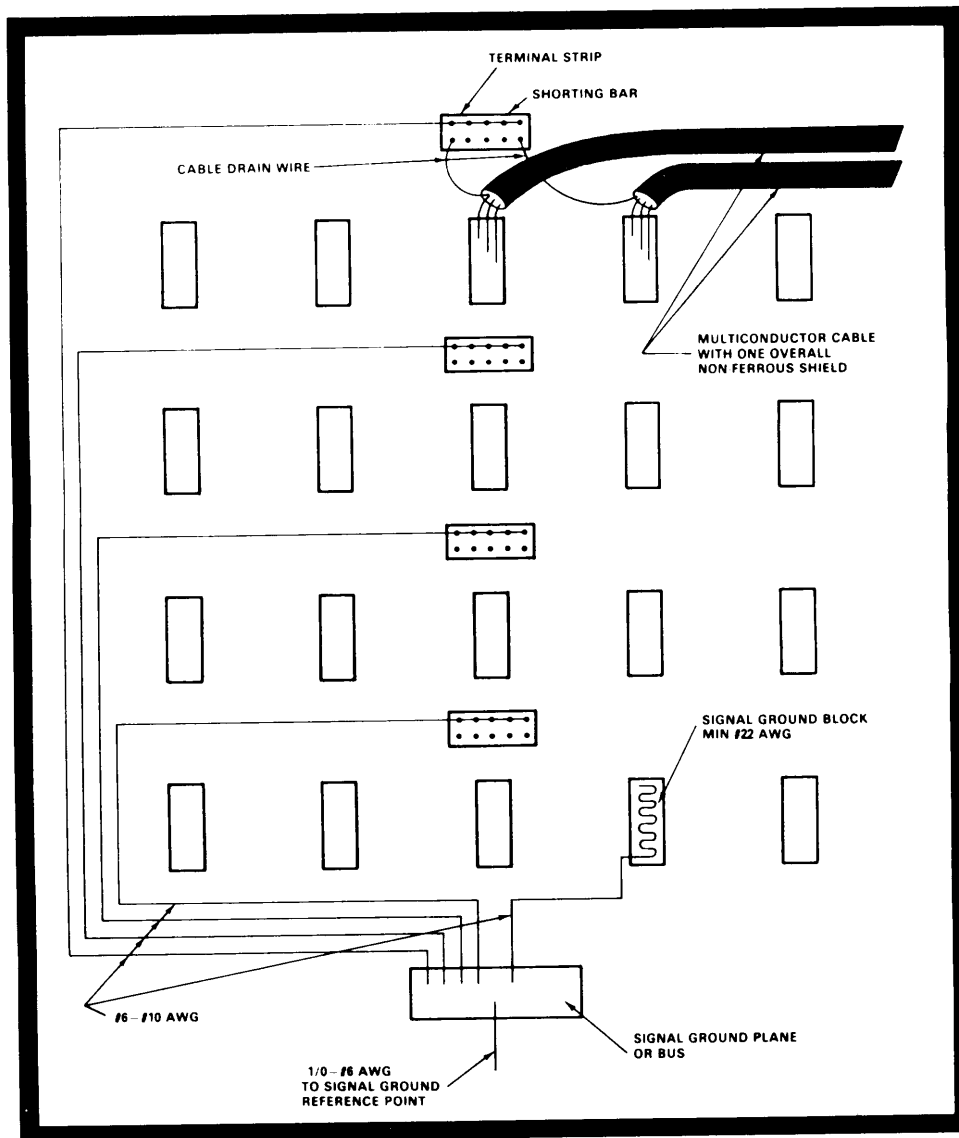 TERMINAL STRIP
SHORTING BAR
CABLE DRAIN WIRE
MULTICONDUCTOR CABLE
WITH ONE OVERALL
NON FERROUS SHIELD
SIGNAL GROUND BLOCK
MIN #22 AWG
#6–#10 AWG
SIGNAL GROUND PLANE
OR BUS
1/0–#6 AWG
TO SIGNAL GROUND
REFERENCE POINT